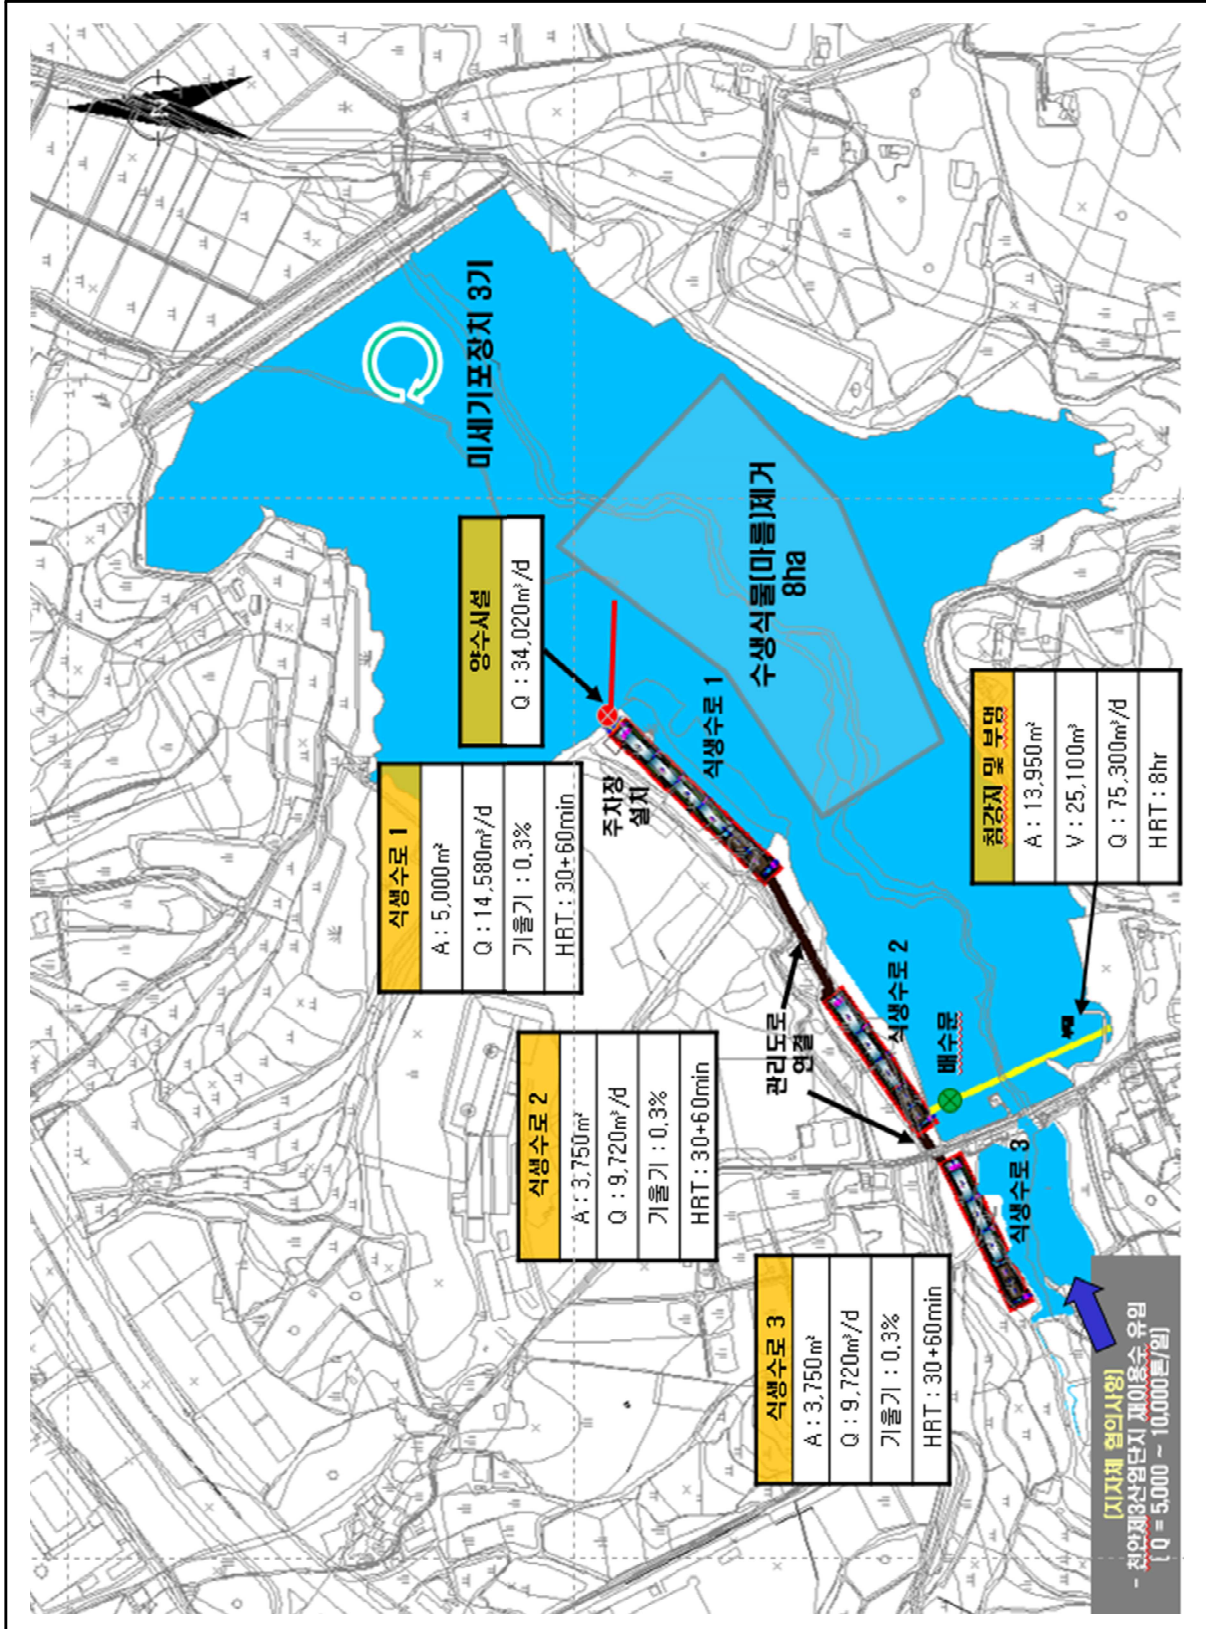 N
미세기포장치 3기
양수시설
Q : 34,020m³/d
수생식물(마름)제거
8ha
식생수로 1
A : 5,000m²
Q : 14,580m³/d
기울기 : 0.3%
HRT : 30+60min
주차장
설치
식생수로 1
식생수로 2
A : 3,750m²
Q : 9,720m³/d
기울기 : 0.3%
HRT : 30+60min
관리도로
연결
식생수로 2
배수문
침강지 및 부댐
A : 13,950m²
V : 25,100m³
Q : 75,300m³/d
HRT : 8hr
부댐
식생수로 3
A : 3,750m²
Q : 9,720m³/d
기울기 : 0.3%
HRT : 30+60min
식생수로 3
[지자체 협의사항]
- 천안제3산업단지 재이용수 유입
( Q = 5,000 ~ 10,000톤/일)